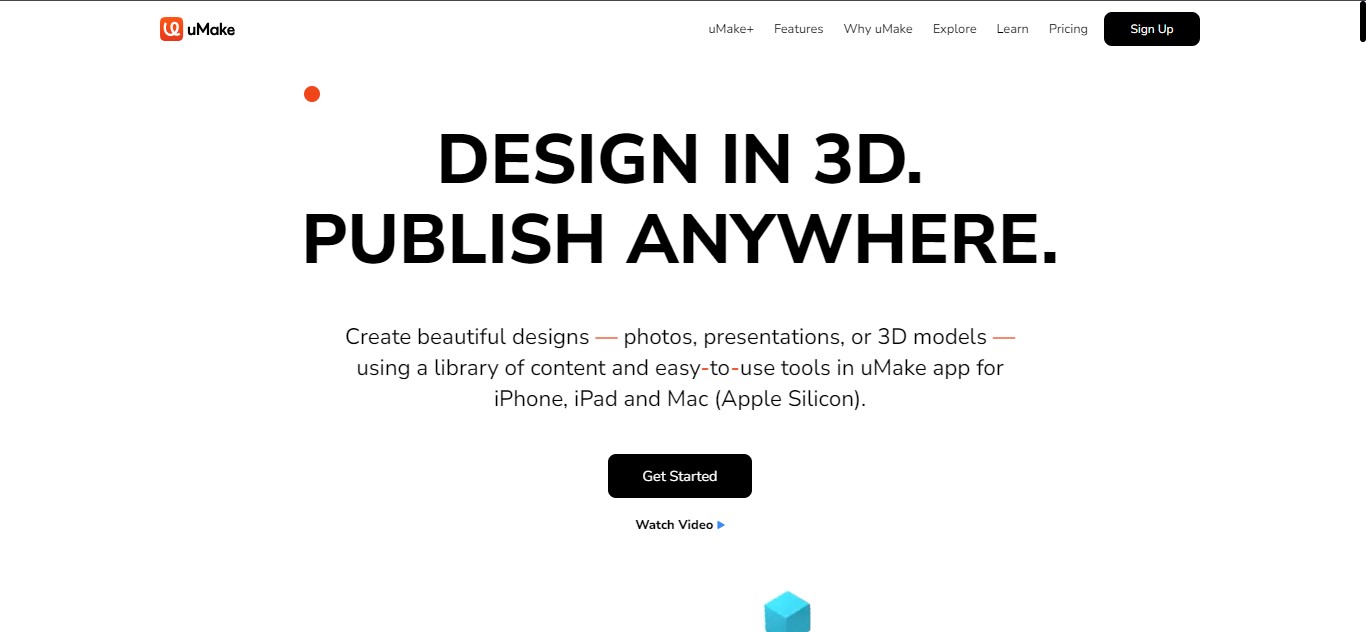 uMake
uMake+ Features Why uMake Explore Learn Pricing Sign Up
DESIGN IN 3D.
PUBLISH ANYWHERE.
Create beautiful designs — photos, presentations, or 3D models —
using a library of content and easy-to-use tools in uMake app for
iPhone, iPad and Mac (Apple Silicon).
Get Started
Watch Video